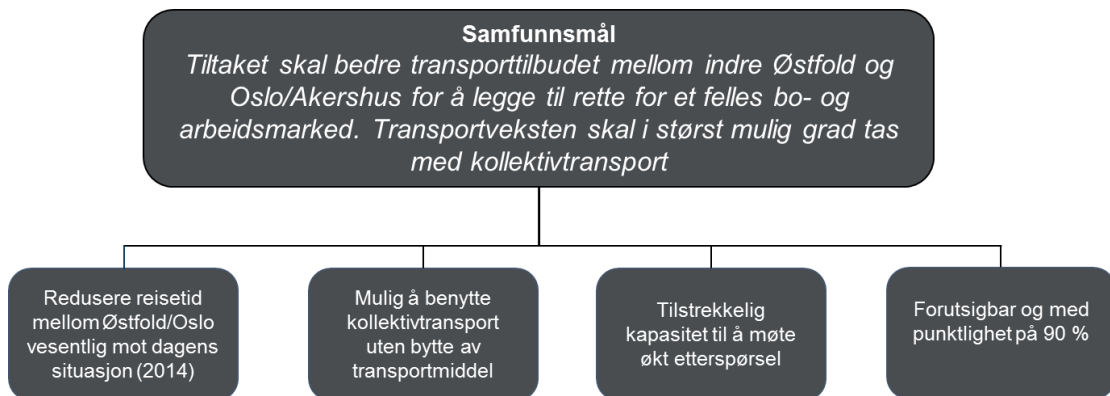 Samfunnsmål
Tiltaket skal bedre transporttilbudet mellom indre Østfold og
Oslo/Akershus for å legge til rette for et felles bo- og
arbeidsmarked. Transportveksten skal i størst mulig grad tas
med kollektivtransport
Redusere reisetid
mellom Østfold/Oslo
vesentlig mot dagens
situasjon (2014)
Mulig å benytte
kollektivtransport
uten bytte av
transportmiddel
Tilstrekkelig
kapasitet til å møte
økt etterspørsel
Forutsigbar og med
punktlighet på 90 %